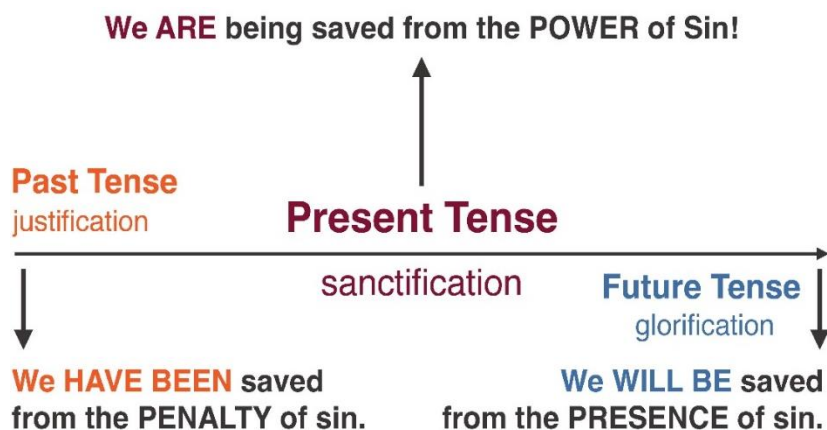 We ARE being saved from the POWER of Sin!
Past Tense
justification
Present Tense
sanctification
Future Tense
glorification
We HAVE BEEN saved
from the PENALTY of sin.
We WILL BE saved
from the PRESENCE of sin.